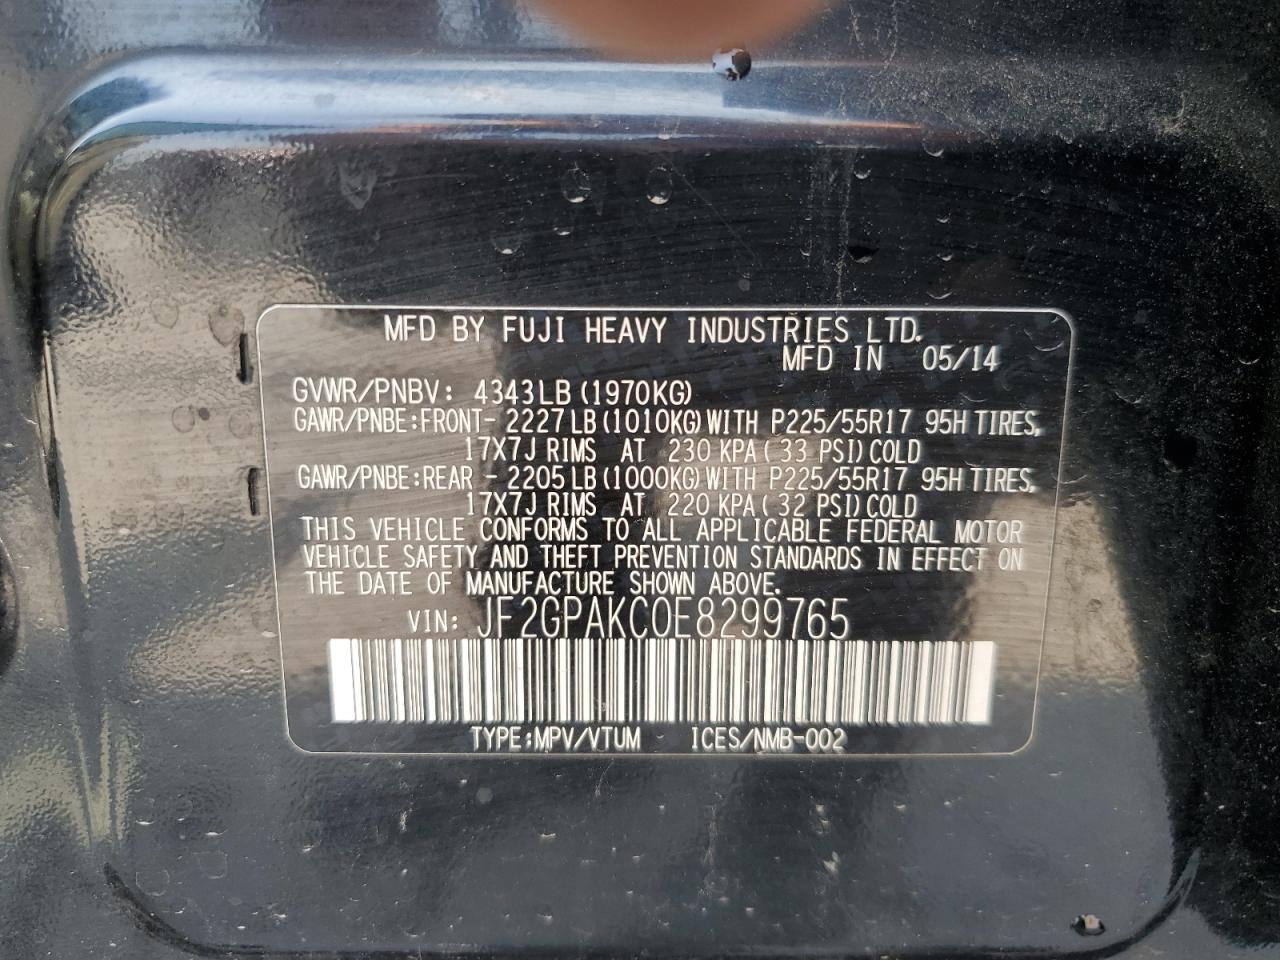 MFD BY FUJI HEAVY INDUSTRIES LTD.
MFD IN 05/14
GVWR/PNBV: 4343LB (1970KG)
GAWR/PNBE:FRONT- 2227 LB (1010KG) WITH P225/55R17 95H TIRES,
17X7J RIMS AT 230 KPA ( 33 PSI) COLD
GAWR/PNBE:REAR - 2205 LB (1000KG) WITH P225/55R17 95H TIRES,
17X7J RIMS AT 220 KPA ( 32 PSI) COLD
THIS VEHICLE CONFORMS TO ALL APPLICABLE FEDERAL MOTOR
VEHICLE SAFETY AND THEFT PREVENTION STANDARDS IN EFFECT ON
THE DATE OF MANUFACTURE SHOWN ABOVE.
VIN: JF2GPAKC0E8299765
TYPE:MPV/VTUM ICES/NMB-002